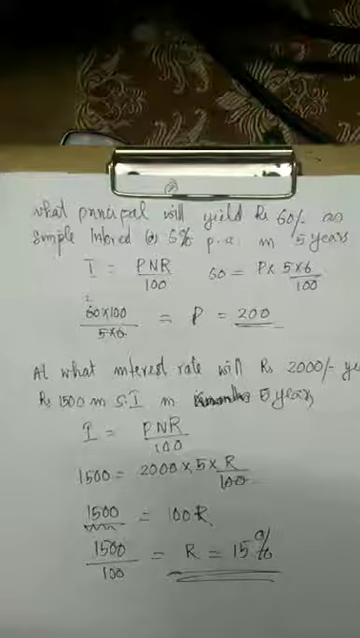 What principal will yield Rs 60/- as
Simple Interest @ 6% p.a. in 5 years
I = PNR/100 60 = P × 5×6/100
60×100/5×6 = P = 200
At what interest rate will Rs 2000/- ye
Rs 1500 in S.I in 5 years
I = PNR/100
1500 = 2000 × 5 × R/100
1500 = 100R
1500/100 = R = 15%